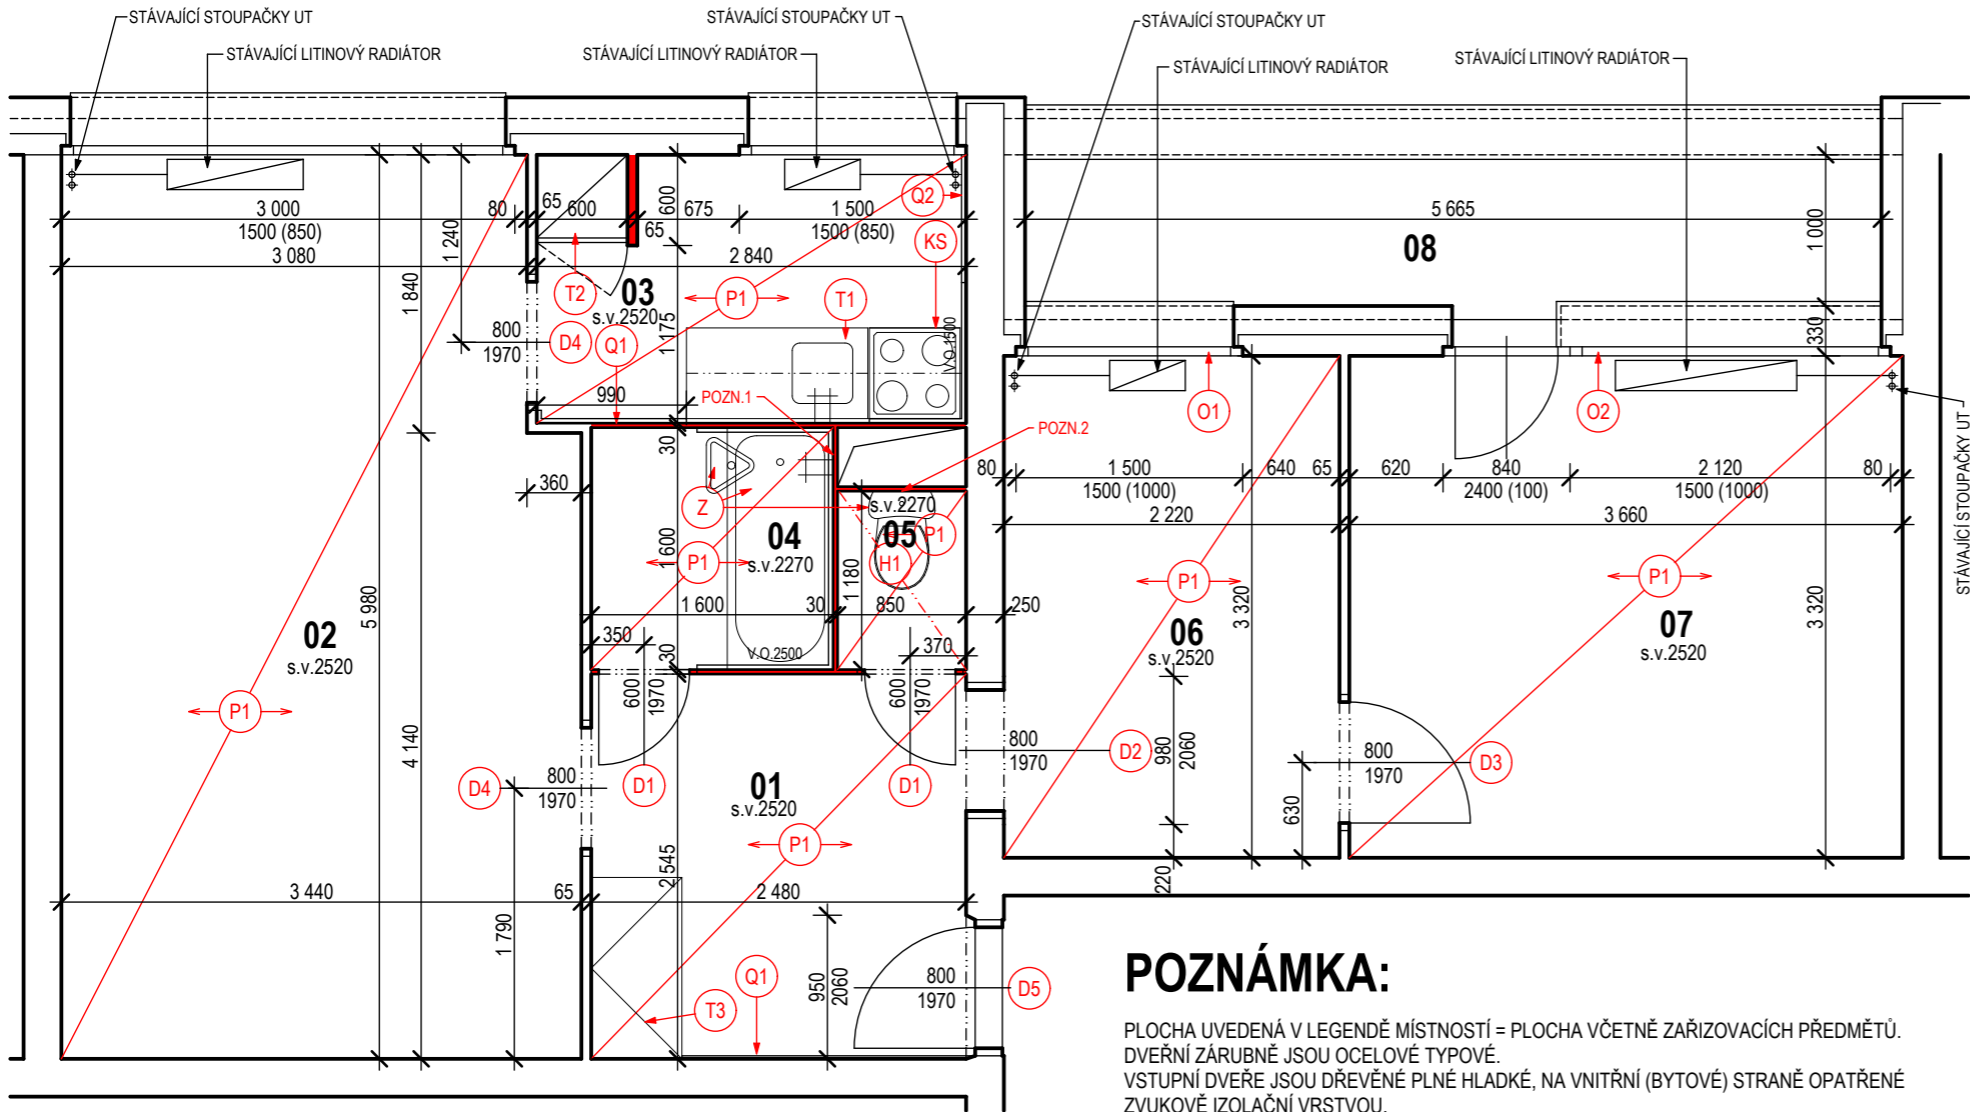 STÁVAJÍCÍ STOUPAČKY UT
STÁVAJÍCÍ STOUPAČKY UT
STÁVAJÍCÍ STOUPAČKY UT
STÁVAJÍCÍ LITINOVÝ RADIÁTOR
STÁVAJÍCÍ LITINOVÝ RADIÁTOR
STÁVAJÍCÍ LITINOVÝ RADIÁTOR
STÁVAJÍCÍ LITINOVÝ RADIÁTOR
3 000
1500 (850)
80
65
600
65
675
1 500
1500 (850)
600
Q2
KS
5 665
1 000
08
3 080
1 240
1 840
2 840
T2
03
s.v.2520
P1
T1
800
1970
D4
Q1
1 175
V.O.1500
330
990
POZN.1
POZN.2
O1
O2
STÁVAJÍCÍ STOUPAČKY UT
30
360
80
1 500
1500 (1000)
640
65
620
840
2400 (100)
2 120
1500 (1000)
80
2 220
3 660
Z
s.v.2270
05
P1
H1
04
s.v.2270
P1
1 600
1 180
P1
P1
5 980
1 600
30
850
250
3 320
3 320
02
s.v.2520
350
30
V.O.2500
370
06
s.v.2520
07
s.v.2520
600
1970
600
1970
P1
4 140
800
1970
D4
D1
01
s.v.2520
D1
800
1970
D2
980
2060
800
1970
D3
630
P1
2 545
220
3 440
65
2 480
1 790
950
2060
Q1
T3
800
1970
D5
POZNÁMKA:
PLOCHA UVEDENÁ V LEGENDĚ MÍSTNOSTÍ = PLOCHA VČETNĚ ZAŘIZOVACÍCH PŘEDMĚTŮ.
DVEŘNÍ ZÁRUBNĚ JSOU OCELOVÉ TYPOVÉ.
VSTUPNÍ DVEŘE JSOU DŘEVĚNÉ PLNÉ HLADKÉ, NA VNITŘNÍ (BYTOVÉ) STRANĚ OPATŘENÉ
ZVUKOVĚ IZOLAČNÍ VRSTVOU.